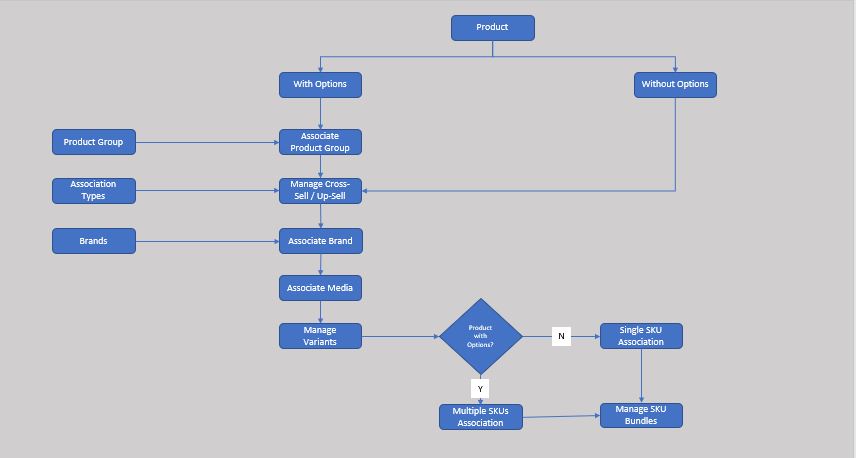 Product
With Options
Without Options
Product Group
Associate
Product Group
Association
Types
Manage Cross-
Sell / Up-Sell
Brands
Associate Brand
Associate Media
Manage
Variants
Product
with
Options?
N
Single SKU
Association
Y
Multiple SKUs
Association
Manage SKU
Bundles